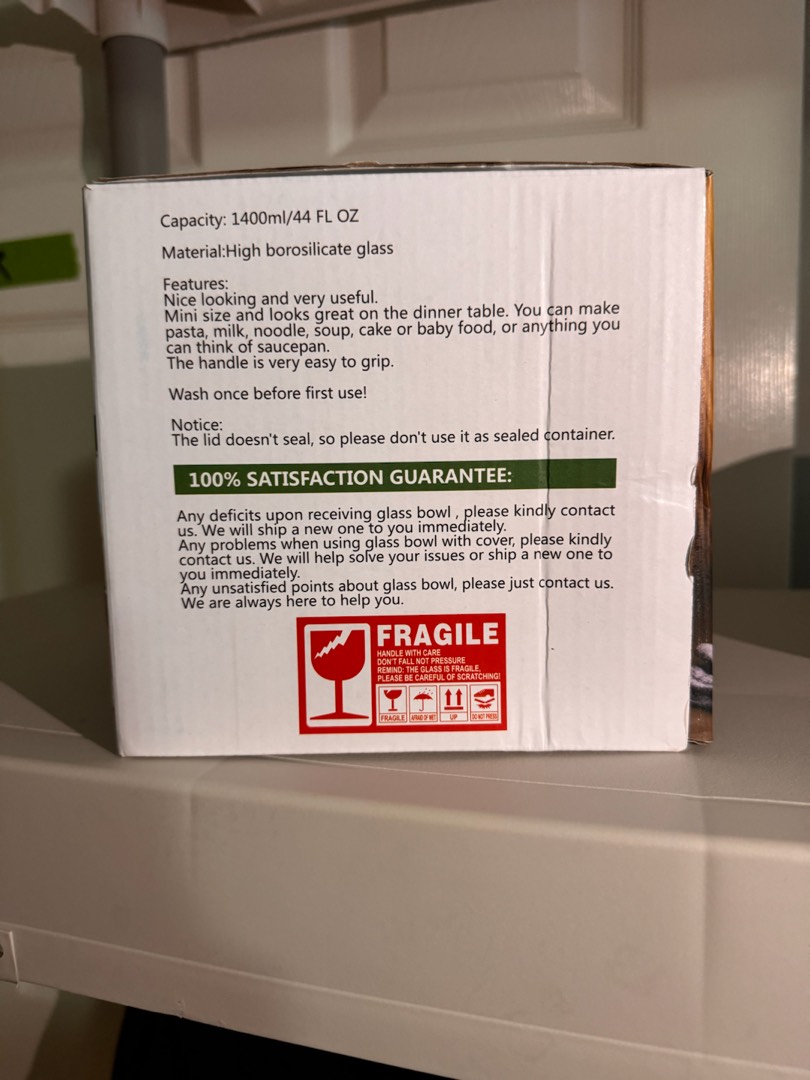 Capacity: 1400ml/44 FL OZ
Material:High borosilicate glass
Features:
Nice looking and very useful.
Mini size and looks great on the dinner table. You can make
pasta, milk, noodle, soup, cake or baby food, or anything you
can think of saucepan.
The handle is very easy to grip.
Wash once before first use!
Notice:
The lid doesn't seal, so please don't use it as sealed container.
100% SATISFACTION GUARANTEE:
Any deficits upon receiving glass bowl , please kindly contact
us. We will ship a new one to you immediately.
Any problems when using glass bowl with cover, please kindly
contact us. We will help solve your issues or ship a new one to
you immediately.
Any unsatisfied points about glass bowl, please just contact us.
We are always here to help you.
FRAGILE
HANDLE WITH CARE
DON'T FALL NOT PRESSURE
REMIND: THE GLASS IS FRAGILE,
PLEASE BE CAREFUL OF SCRATCHING!
FRAGILE AFRAID OF WET UP DO NOT PRESS